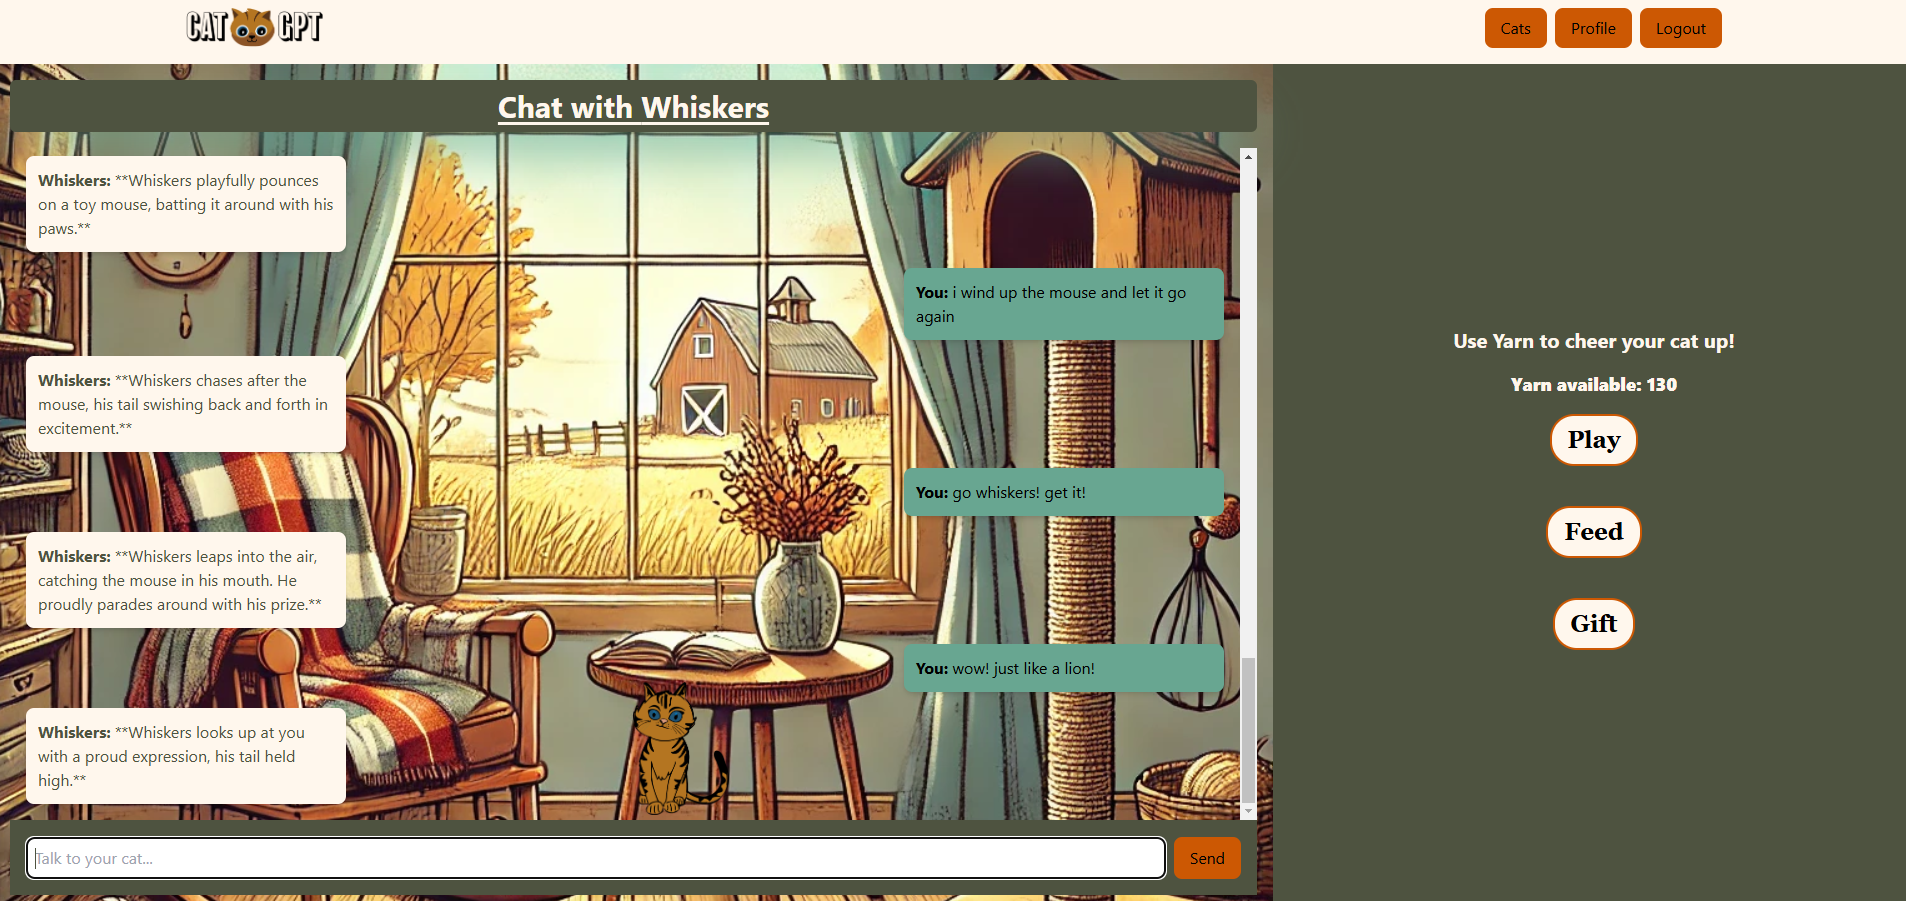 CAT GPT
Cats
Profile
Logout
Chat with Whiskers
Whiskers: **Whiskers playfully pounces
on a toy mouse, batting it around with his
paws.**
You: i wind up the mouse and let it go
again
Whiskers: **Whiskers chases after the
mouse, his tail swishing back and forth in
excitement.**
You: go whiskers! get it!
Whiskers: **Whiskers leaps into the air,
catching the mouse in his mouth. He
proudly parades around with his prize.**
You: wow! just like a lion!
Whiskers: **Whiskers looks up at you
with a proud expression, his tail held
high.**
Talk to your cat...
Send
Use Yarn to cheer your cat up!
Yarn available: 130
Play
Feed
Gift